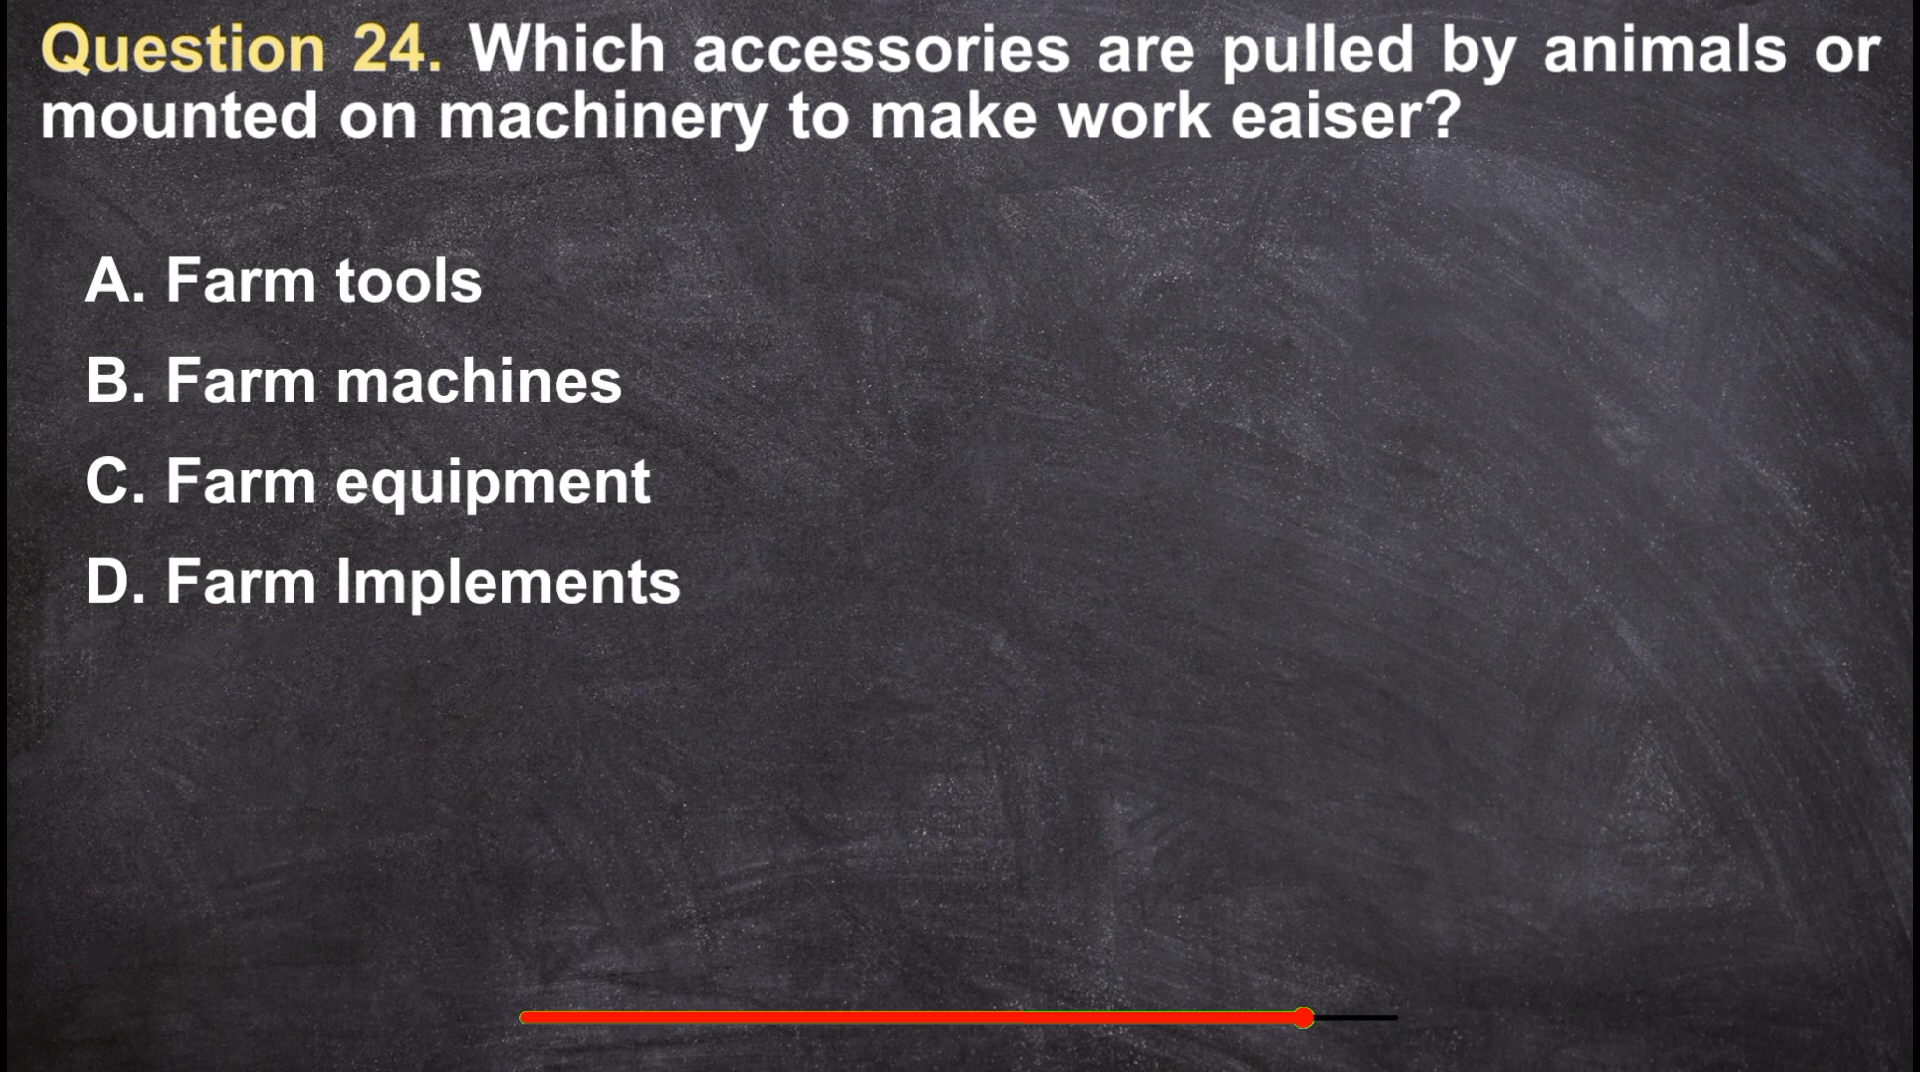 Question 24. Which accessories are pulled by animals or
mounted on machinery to make work eaiser?
A. Farm tools
B. Farm machines
C. Farm equipment
D. Farm Implements